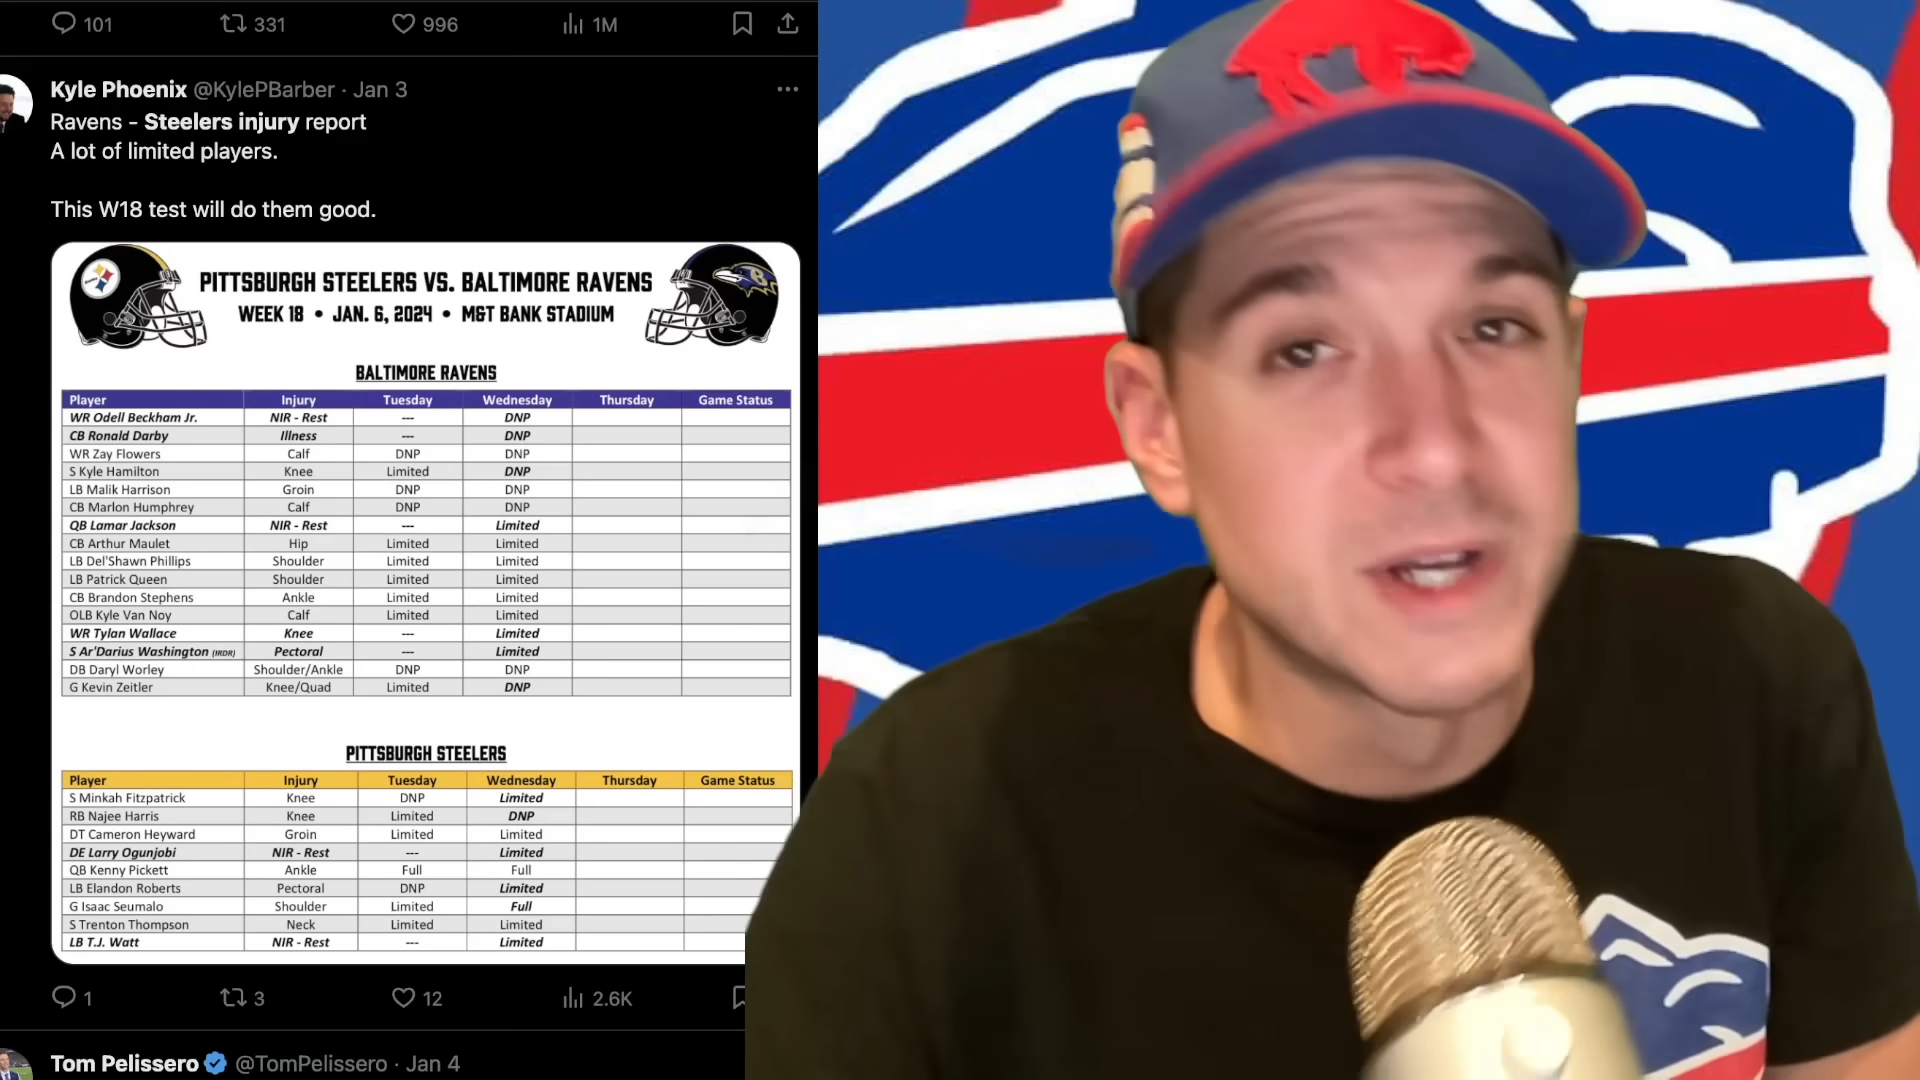 101 331 996 1M
Kyle Phoenix @KylePBarber · Jan 3
Ravens - Steelers injury report
A lot of limited players.
This W18 test will do them good.
PITTSBURGH STEELERS VS. BALTIMORE RAVENS
WEEK 18 • JAN. 6, 2024 • M&T BANK STADIUM
BALTIMORE RAVENS
Player Injury Tuesday Wednesday Thursday Game Status
WR Odell Beckham Jr. NIR - Rest --- DNP
CB Ronald Darby Illness --- DNP
WR Zay Flowers Calf DNP DNP
S Kyle Hamilton Knee Limited DNP
LB Malik Harrison Groin DNP DNP
CB Marlon Humphrey Calf DNP DNP
QB Lamar Jackson NIR - Rest --- Limited
CB Arthur Maulet Hip Limited Limited
LB Del'Shawn Phillips Shoulder Limited Limited
LB Patrick Queen Shoulder Limited Limited
CB Brandon Stephens Ankle Limited Limited
OLB Kyle Van Noy Calf Limited Limited
WR Tylan Wallace Knee --- Limited
S Ar'Darius Washington (IRDR) Pectoral --- Limited
DB Daryl Worley Shoulder/Ankle DNP DNP
G Kevin Zeitler Knee/Quad Limited DNP
PITTSBURGH STEELERS
Player Injury Tuesday Wednesday Thursday Game Status
S Minkah Fitzpatrick Knee DNP Limited
RB Najee Harris Knee Limited DNP
DT Cameron Heyward Groin Limited Limited
DE Larry Ogunjobi NIR - Rest --- Limited
QB Kenny Pickett Ankle Full Full
LB Elandon Roberts Pectoral DNP Limited
G Isaac Seumalo Shoulder Limited Full
S Trenton Thompson Neck Limited Limited
LB T.J. Watt NIR - Rest --- Limited
1 3 12 2.6K
Tom Pelissero @TomPelissero · Jan 4